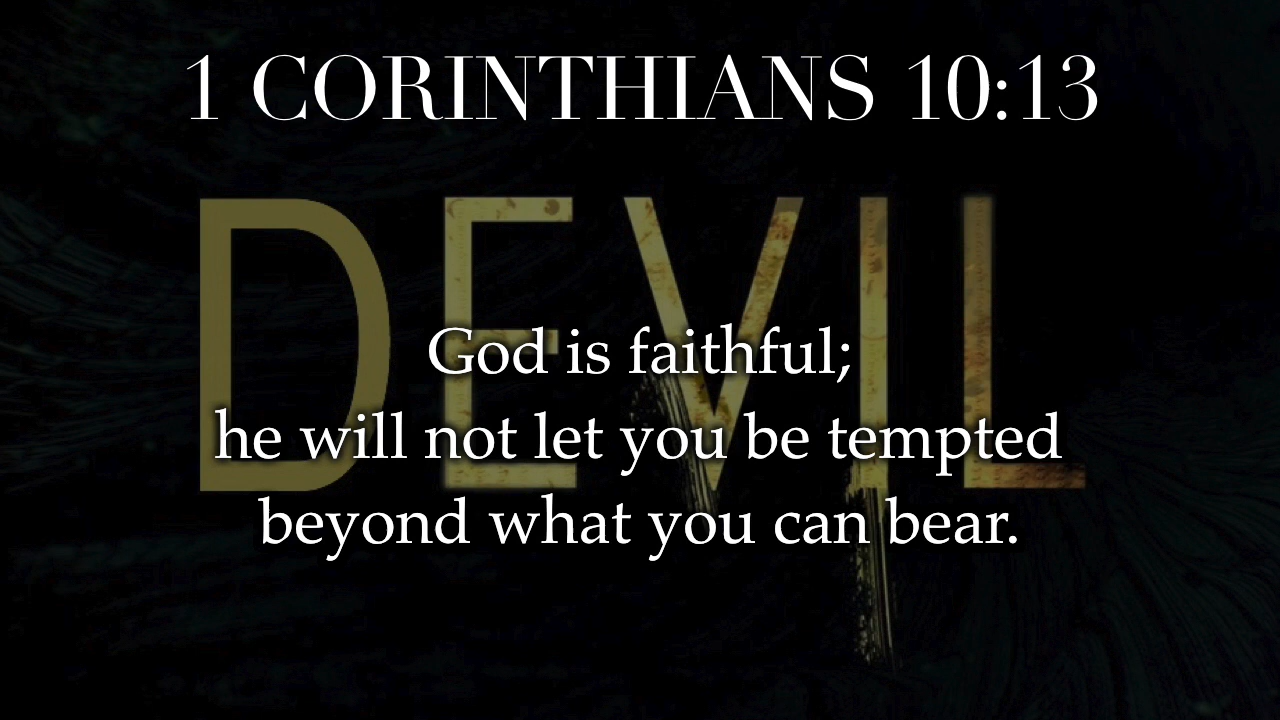 1 CORINTHIANS 10:13
DEVIL
God is faithful;
he will not let you be tempted
beyond what you can bear.